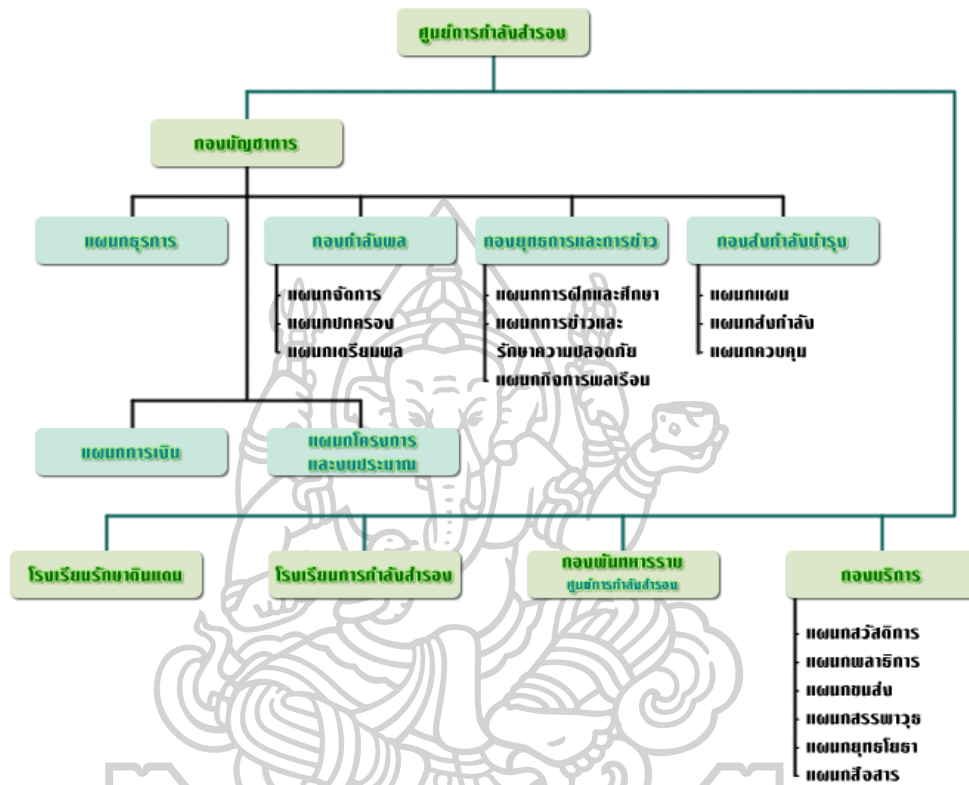 ศูนย์การกำลังสำรอง
กองบัญชาการ
แผนกธุรการ
กองกำลังพล
กองยุทธการและการข่าว
กองส่งกำลังบำรุง
- แผนกจัดการ
- แผนกปกครอง
- แผนกเตรียมพล
- แผนกการฝึกและศึกษา
- แผนกการข่าวและ
รักษาความปลอดภัย
- แผนกกิจการพลเรือน
- แผนกแผน
- แผนกส่งกำลัง
- แผนกควบคุม
แผนกการเงิน
แผนกโครงการ
และงบประมาณ
โรงเรียนรักษาดินแดน
โรงเรียนการกำลังสำรอง
กองพันทหารราบ
ศูนย์การกำลังสำรอง
กองบริการ
- แผนกสวัสดิการ
- แผนกพลาธิการ
- แผนกขนส่ง
- แผนกสรรพาวุธ
- แผนกยุทธโยธา
- แผนกสื่อสาร